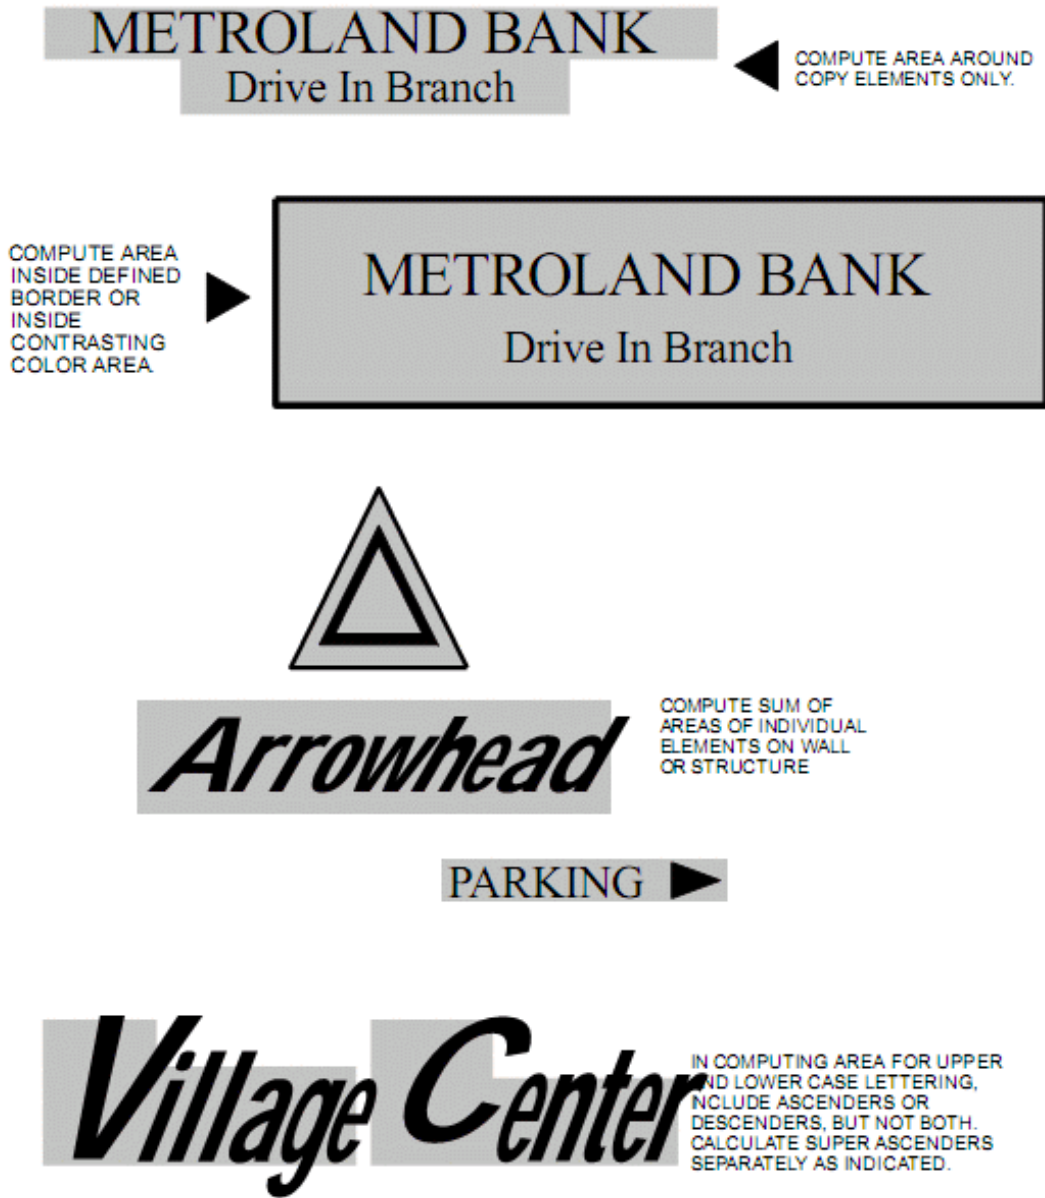 METROLAND BANK
Drive In Branch
COMPUTE AREA AROUND
COPY ELEMENTS ONLY.
COMPUTE AREA
INSIDE DEFINED
BORDER OR
INSIDE
CONTRASTING
COLOR AREA
METROLAND BANK
Drive In Branch
Arrowhead
COMPUTE SUM OF
AREAS OF INDIVIDUAL
ELEMENTS ON WALL
OR STRUCTURE
PARKING
Village Center
IN COMPUTING AREA FOR UPPER
AND LOWER CASE LETTERING,
INCLUDE ASCENDERS OR
DESCENDERS, BUT NOT BOTH.
CALCULATE SUPER ASCENDERS
SEPARATELY AS INDICATED.